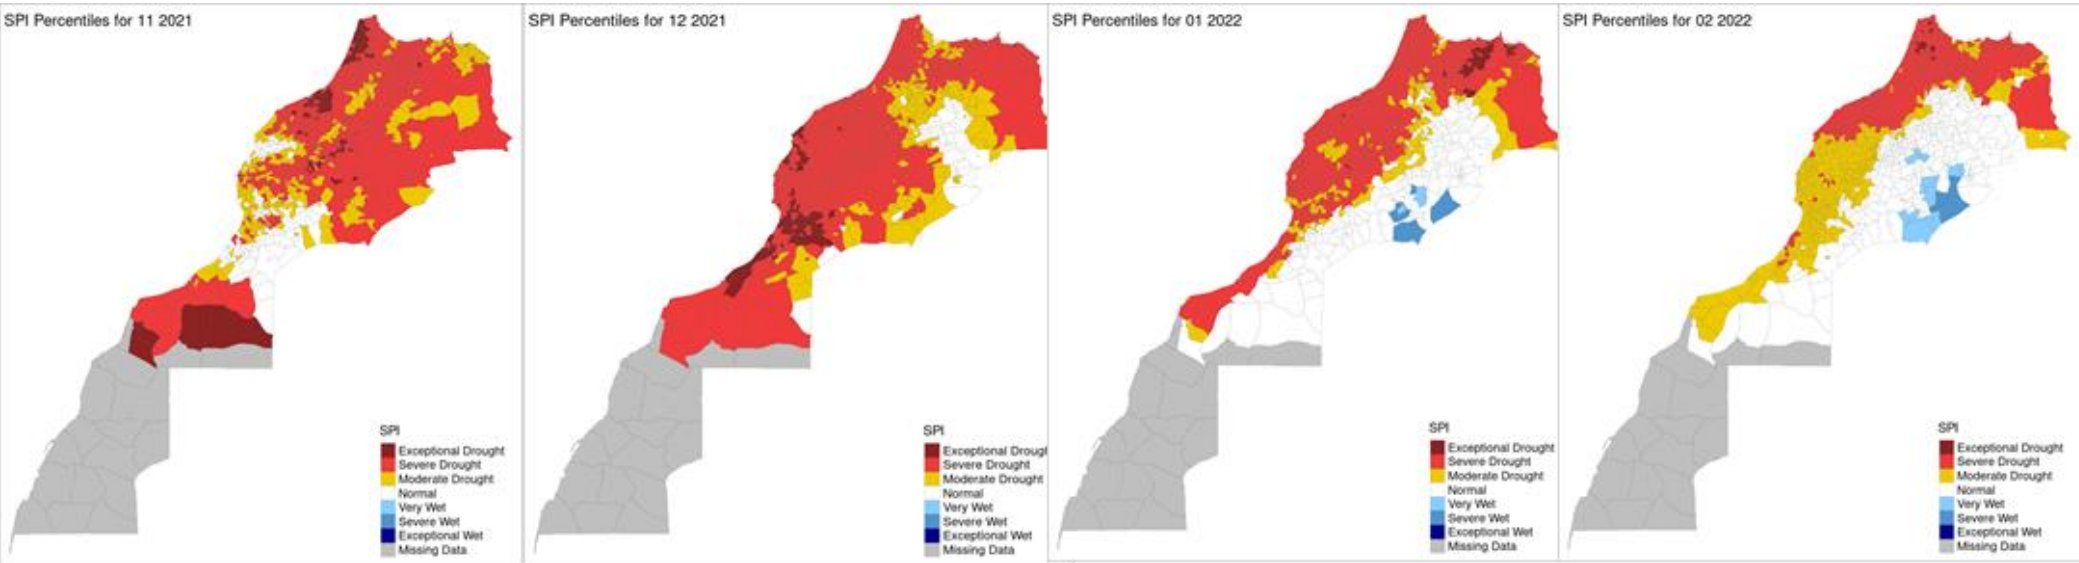 SPI Percentiles for 11 2021
SPI
Exceptional Drought
Severe Drought
Moderate Drought
Normal
Very Wet
Severe Wet
Exceptional Wet
Missing Data
SPI Percentiles for 12 2021
SPI
Exceptional Drough
Severe Drought
Moderate Drought
Normal
Very Wet
Severe Wet
Exceptional Wet
Missing Data
SPI Percentiles for 01 2022
SPI
Exceptional Drought
Severe Drought
Moderate Drought
Normal
Very Wet
Severe Wet
Exceptional Wet
Missing Data
SPI Percentiles for 02 2022
SPI
Exceptional Drought
Severe Drought
Moderate Drought
Normal
Very Wet
Severe Wet
Exceptional Wet
Missing Data